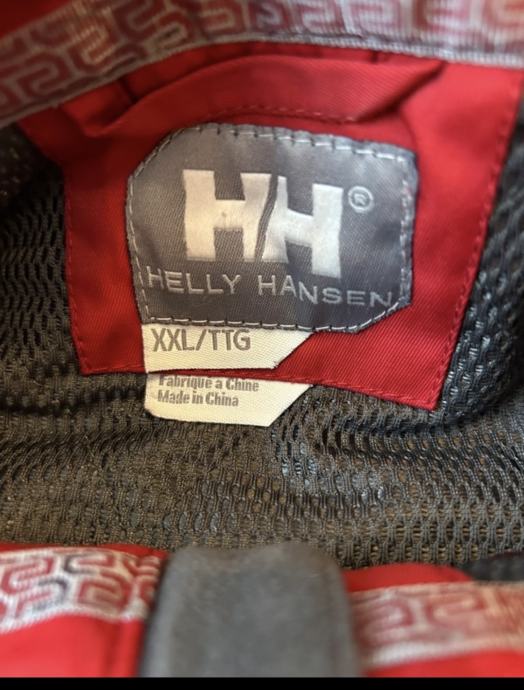 HH®
HELLY HANSEN
XXL/TTG
Fabriqué à Chine
Made in China